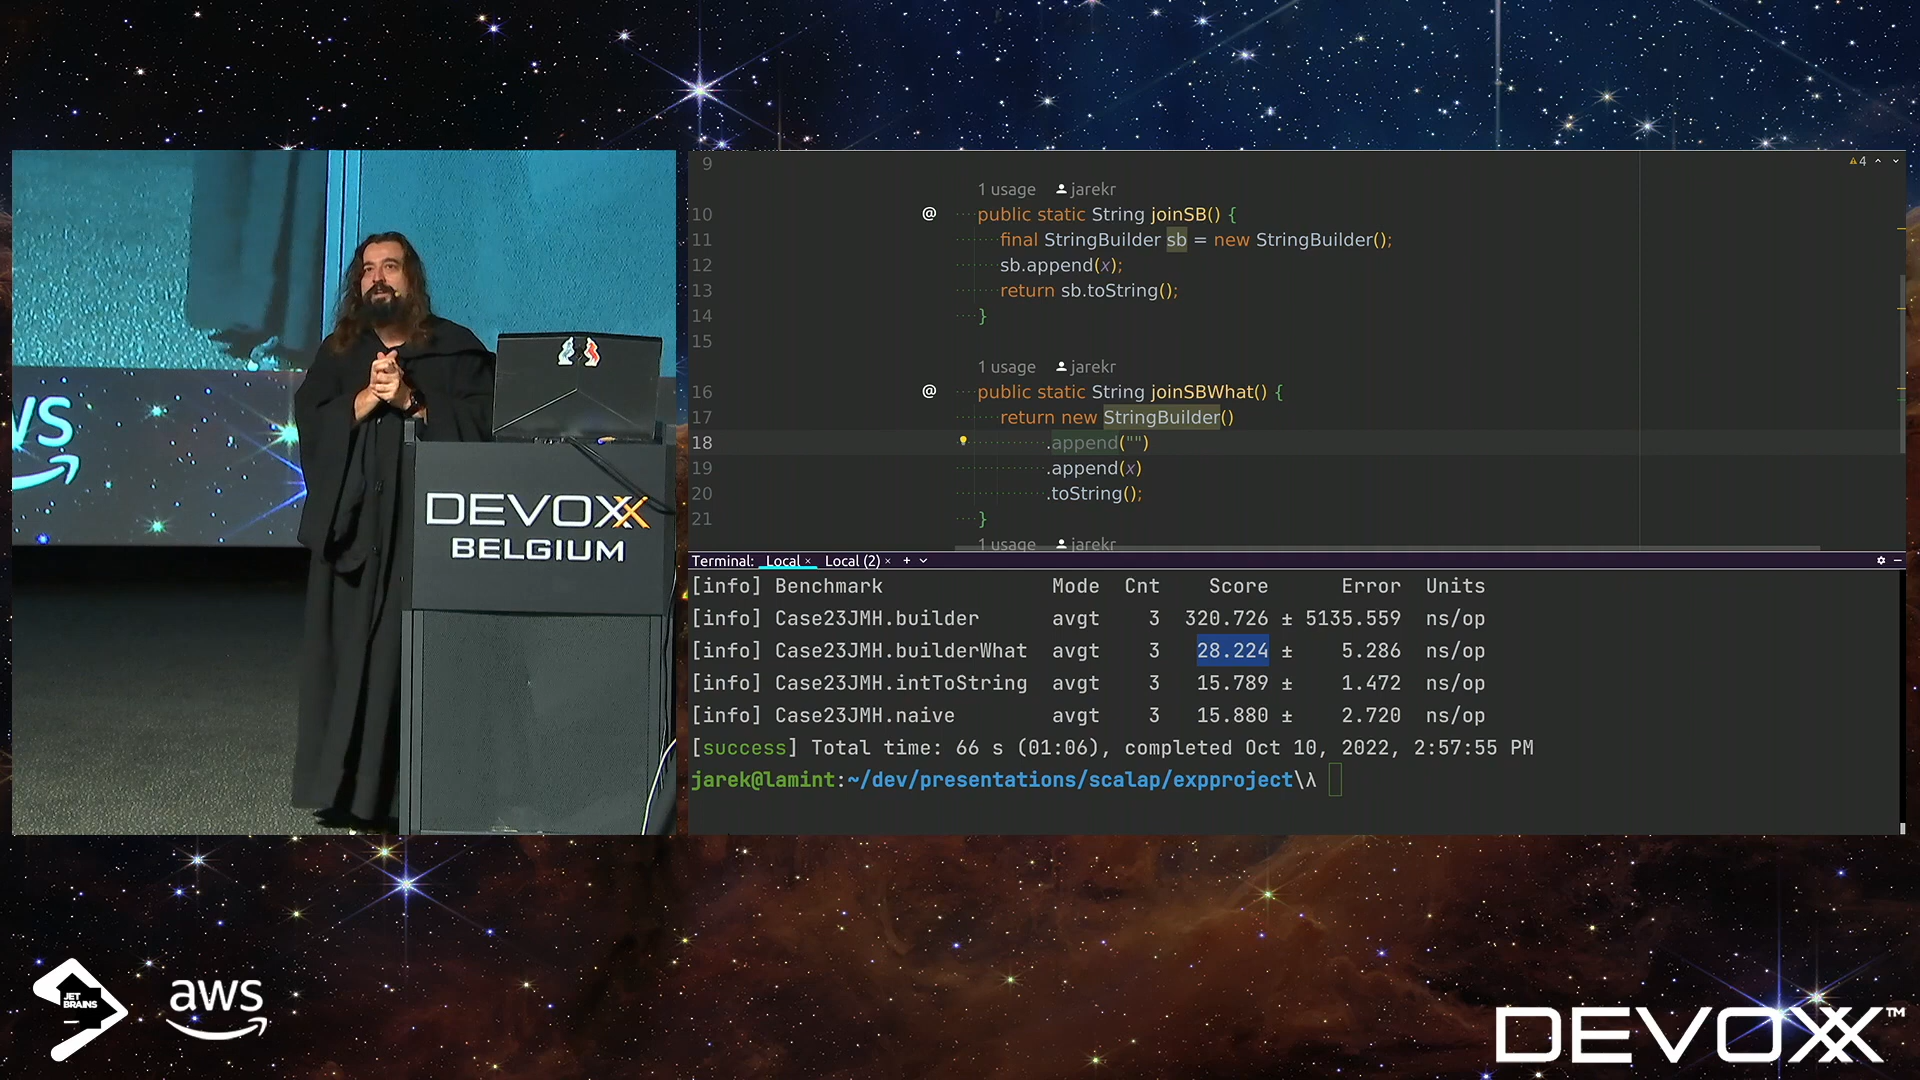 WS
DEVOXX
BELGIUM
9
4
1 usage jarekr
10 @ public static String joinSB() {
11 final StringBuilder sb = new StringBuilder();
12 sb.append(x);
13 return sb.toString();
14 }
15
1 usage jarekr
16 @ public static String joinSBWhat() {
17 return new StringBuilder()
18 .append("")
19 .append(x)
20 .toString();
21 }
1 usage jarekr
Terminal: Local × Local (2) × +
[info] Benchmark Mode Cnt Score Error Units
[info] Case23JMH.builder avgt 3 320.726 ± 5135.559 ns/op
[info] Case23JMH.builderWhat avgt 3 28.224 ± 5.286 ns/op
[info] Case23JMH.intToString avgt 3 15.789 ± 1.472 ns/op
[info] Case23JMH.naive avgt 3 15.880 ± 2.720 ns/op
[success] Total time: 66 s (01:06), completed Oct 10, 2022, 2:57:55 PM
jarek@lamint:~/dev/presentations/scalap/expproject\λ
JET
BRAINS
aws
DEVOXX™